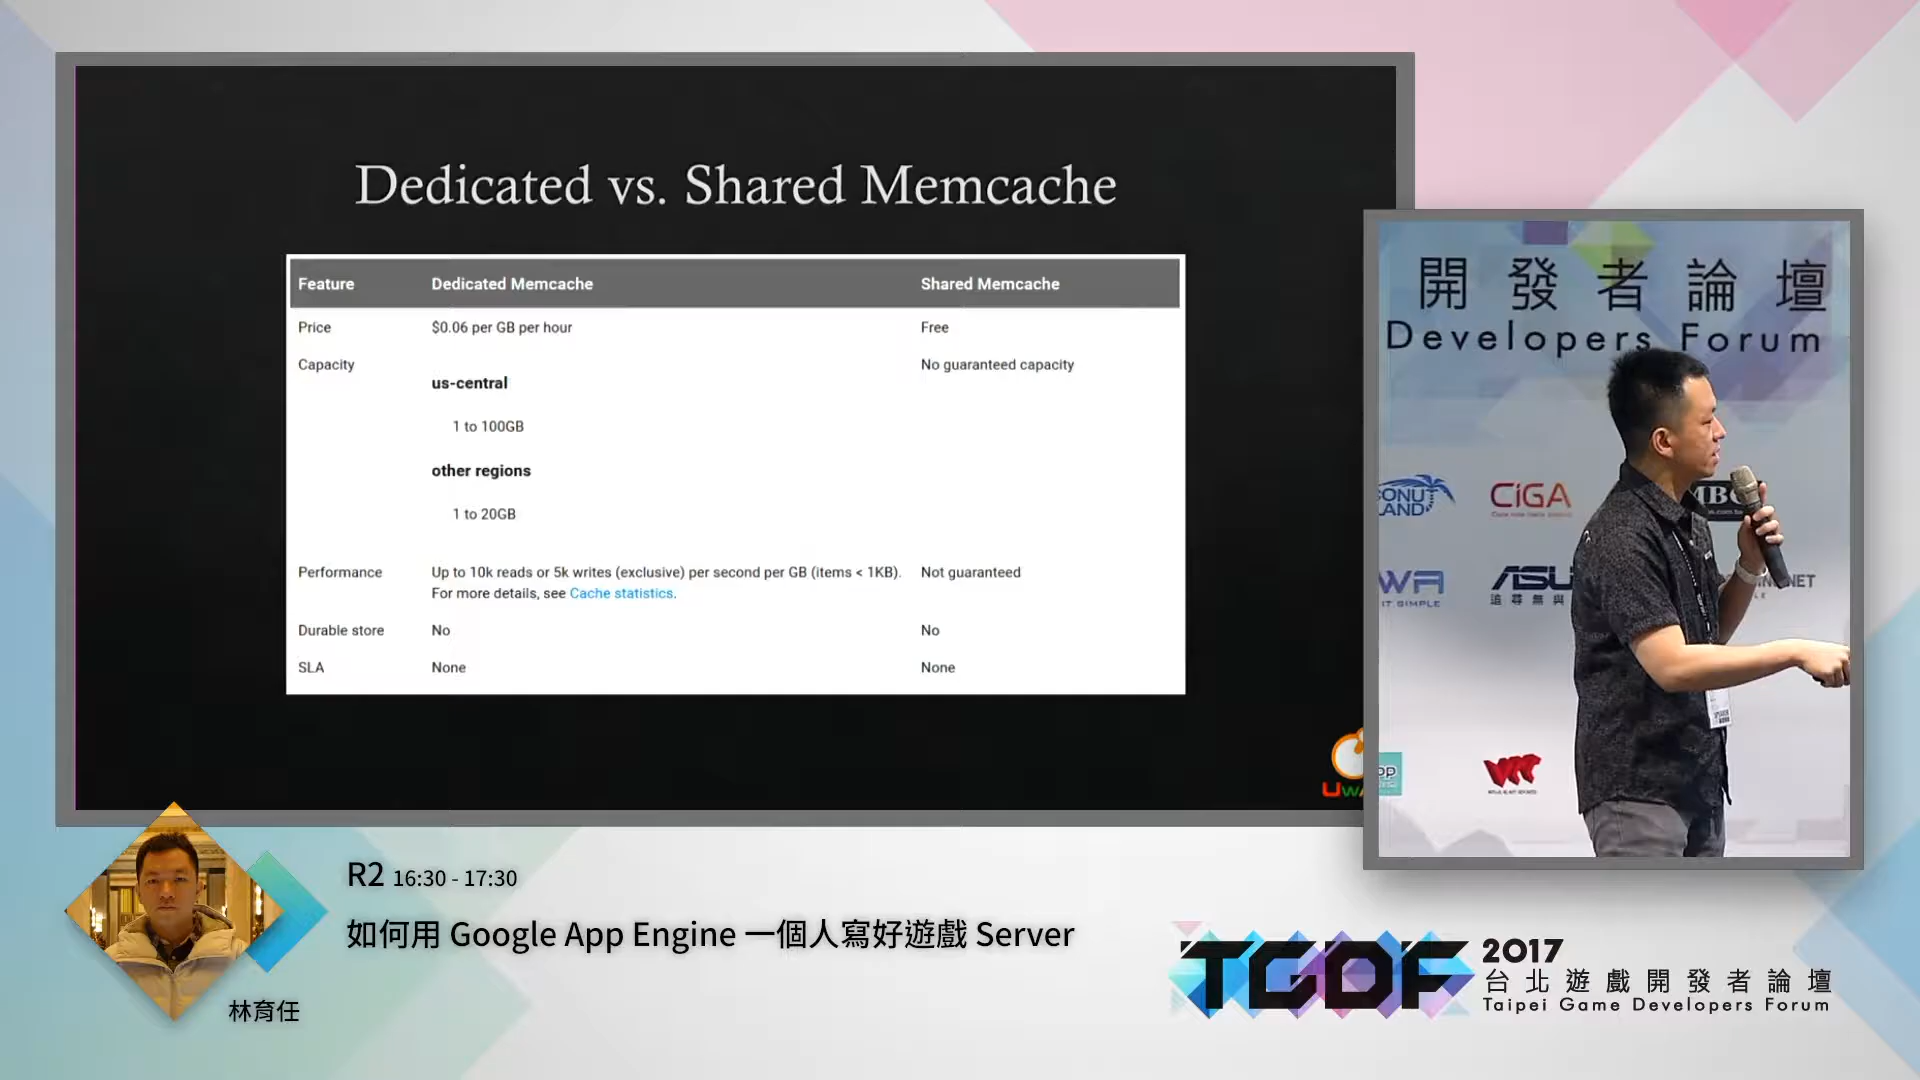 Dedicated vs. Shared Memcache
Feature Dedicated Memcache Shared Memcache
Price $0.06 per GB per hour Free
Capacity No guaranteed capacity
us-central
1 to 100GB
other regions
1 to 20GB
Performance Up to 10k reads or 5k writes (exclusive) per second per GB (items < 1KB). Not guaranteed
For more details, see Cache statistics.
Durable store No No
SLA None None
開發者論壇
Developers Forum
CiGA
ASU
IT SIMPLE
R2 16:30 - 17:30
如何用 Google App Engine 一個人寫好遊戲 Server
林育任
TGDF 2017
台北遊戲開發者論壇
Taipei Game Developers Forum